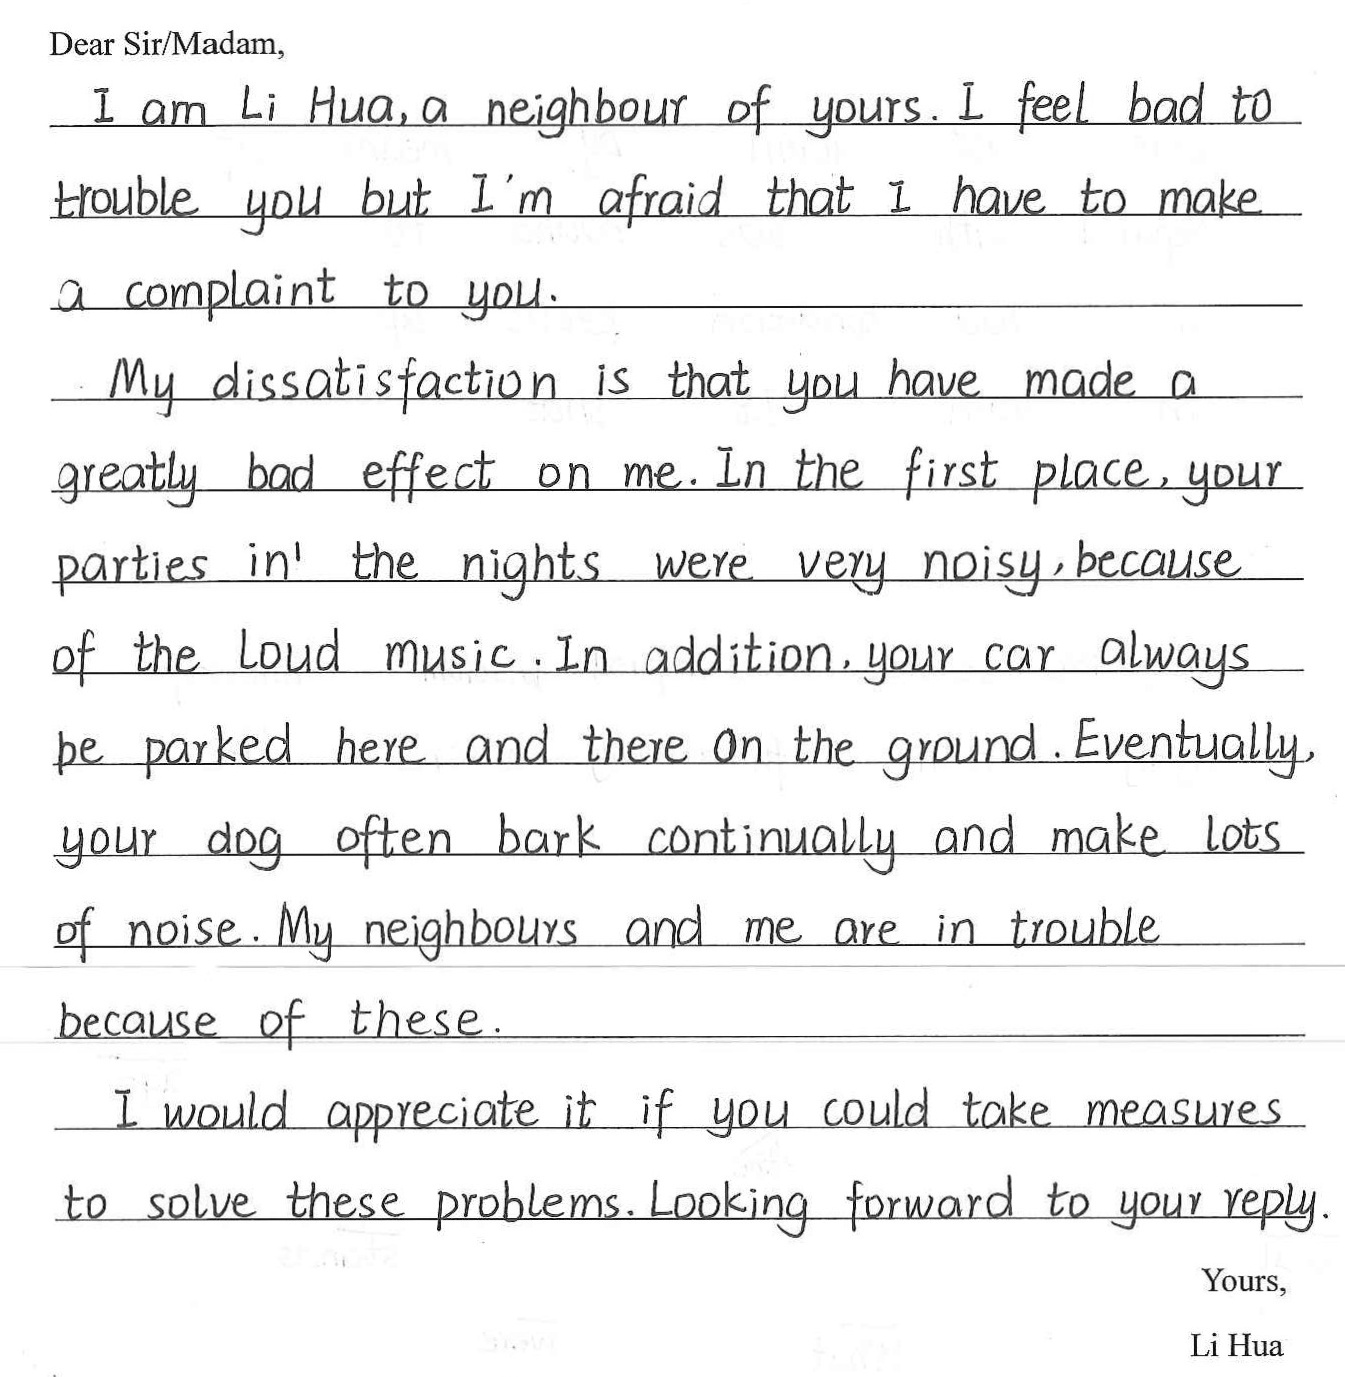 Dear Sir/Madam,
I am Li Hua, a neighbour of yours. I feel bad to
trouble you but I'm afraid that I have to make
a complaint to you.
My dissatisfaction is that you have made a
greatly bad effect on me. In the first place, your
parties in' the nights were very noisy, because
of the loud music. In addition, your car always
be parked here and there on the ground. Eventually,
your dog often bark continually and make lots
of noise. My neighbours and me are in trouble
because of these.
I would appreciate it if you could take measures
to solve these problems. Looking forward to your reply.
Yours,
Li Hua